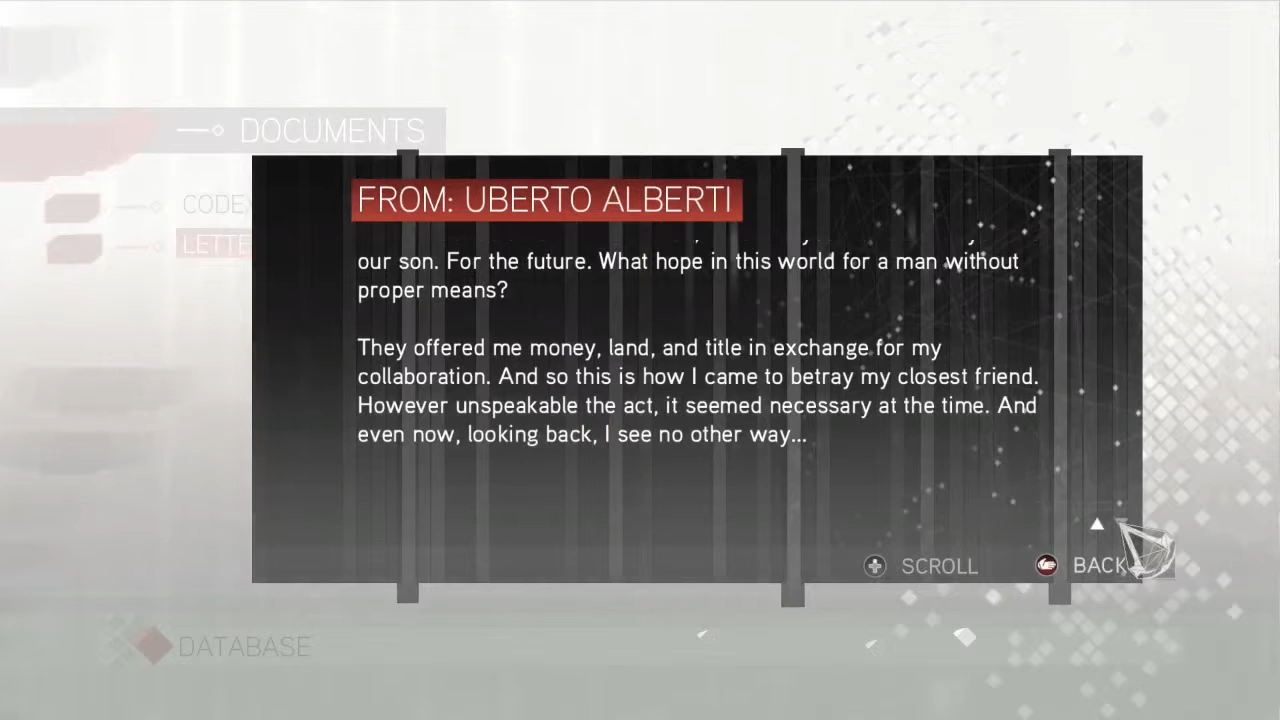 DOCUMENTS
FROM: UBERTO ALBERTI
CODE
LETTE
our son. For the future. What hope in this world for a man without
proper means?
They offered me money, land, and title in exchange for my
collaboration. And so this is how I came to betray my closest friend.
However unspeakable the act, it seemed necessary at the time. And
even now, looking back, I see no other way...
SCROLL
BACK
DATABASE